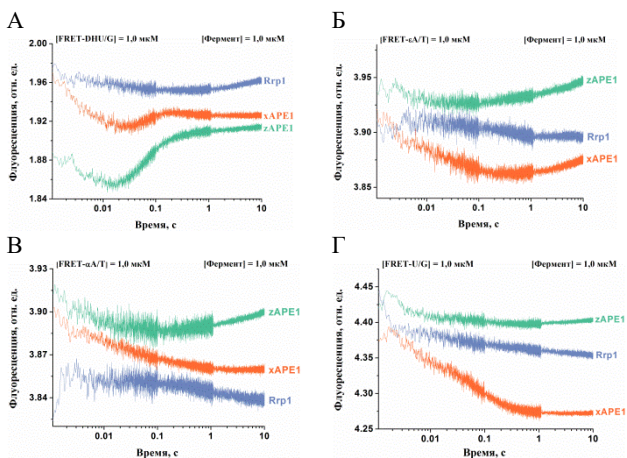 А
[FRET-DHU/G] = 1,0 мкМ [Фермент] = 1,0 мкМ
Флуоресценция, отн. ед.
2.00
1.96
1.92
1.88
1.84
Rrp1
xAPE1
zAPE1
0.01 0.1 1 10
Время, с
Б
[FRET-εA/T] = 1,0 мкМ [Фермент] = 1,0 мкМ
Флуоресценция, отн. ед.
3.95
3.90
3.85
zAPE1
Rrp1
xAPE1
0.01 0.1 1 10
Время, с
В
[FRET-αA/T] = 1,0 мкМ [Фермент] = 1,0 мкМ
Флуоресценция, отн. ед.
3.93
3.90
3.87
3.84
zAPE1
xAPE1
Rrp1
0.01 0.1 1 10
Время, с
Г
[FRET-U/G] = 1,0 мкМ [Фермент] = 1,0 мкМ
Флуоресценция, отн. ед.
4.45
4.40
4.35
4.30
4.25
zAPE1
Rrp1
xAPE1
0.01 0.1 1 10
Время, с